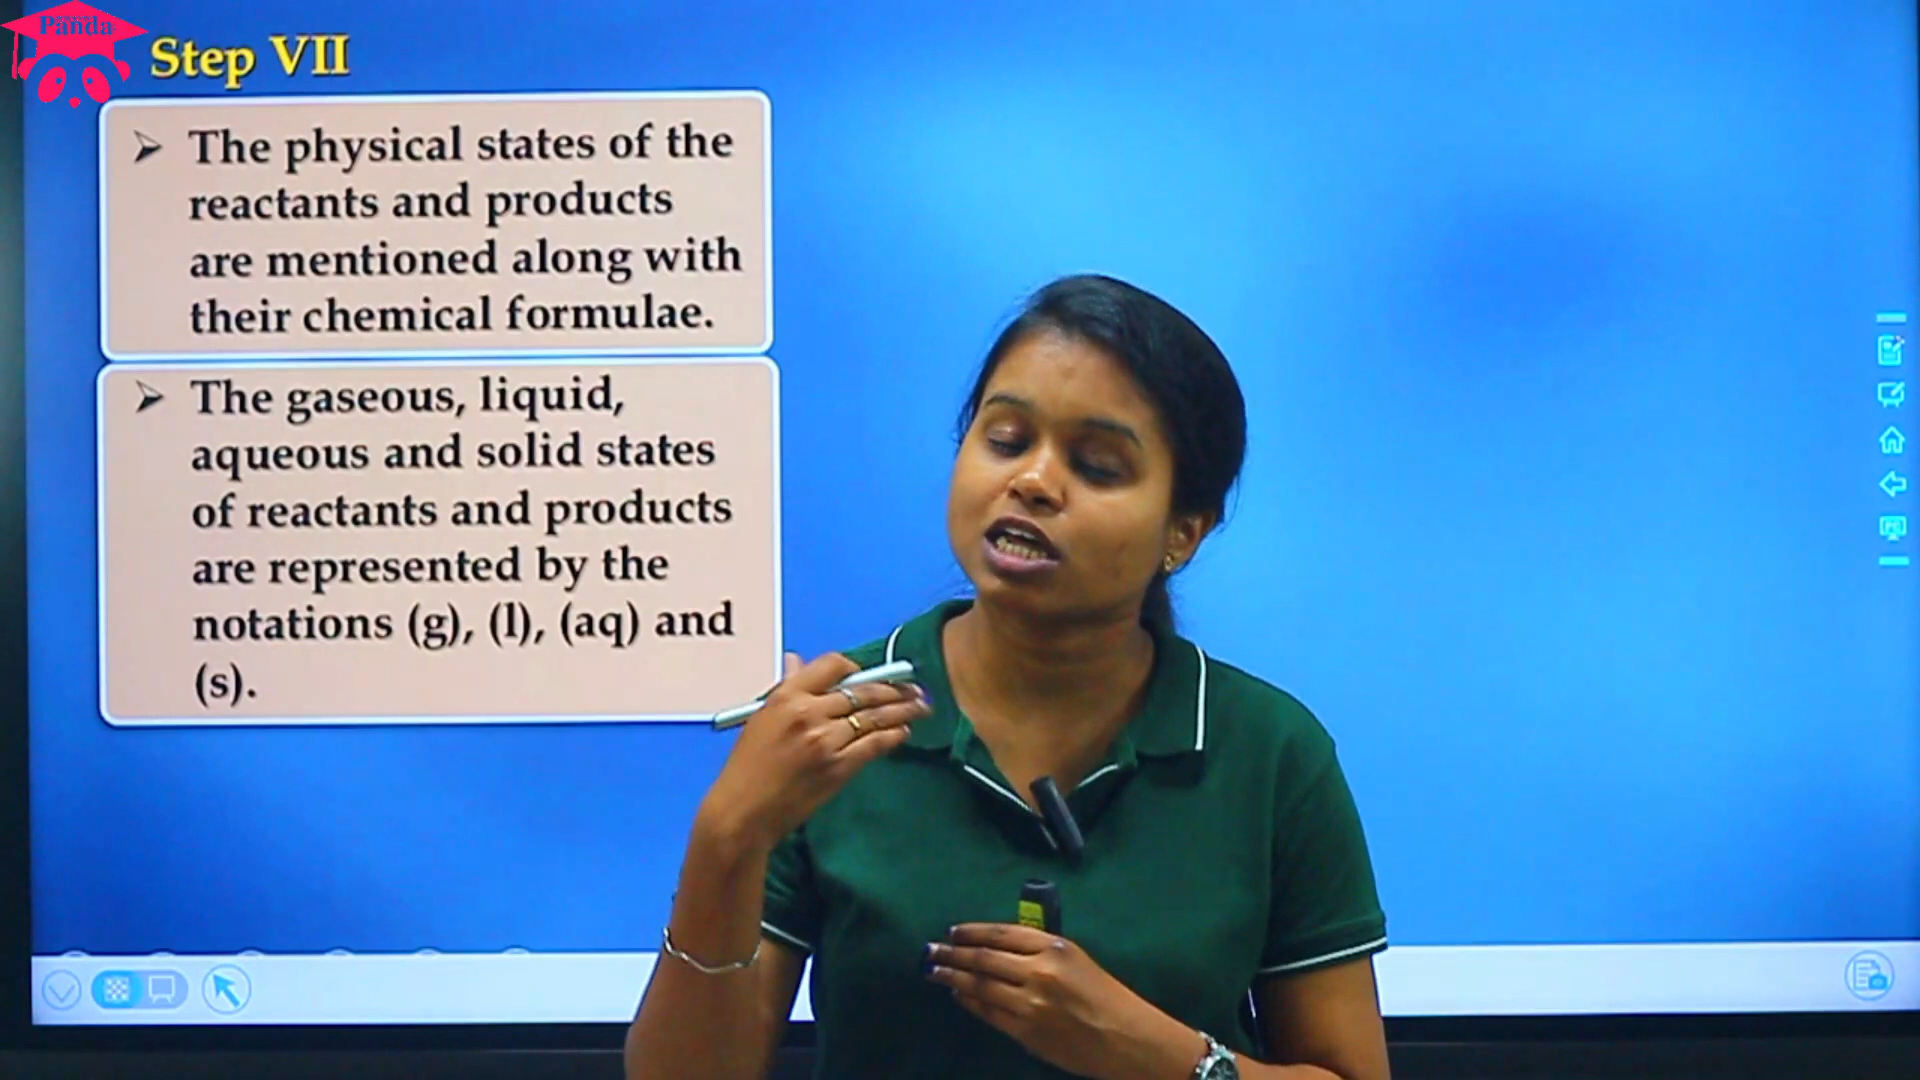 Panda
Step VII
➢ The physical states of the
reactants and products
are mentioned along with
their chemical formulae.
➢ The gaseous, liquid,
aqueous and solid states
of reactants and products
are represented by the
notations (g), (l), (aq) and
(s).